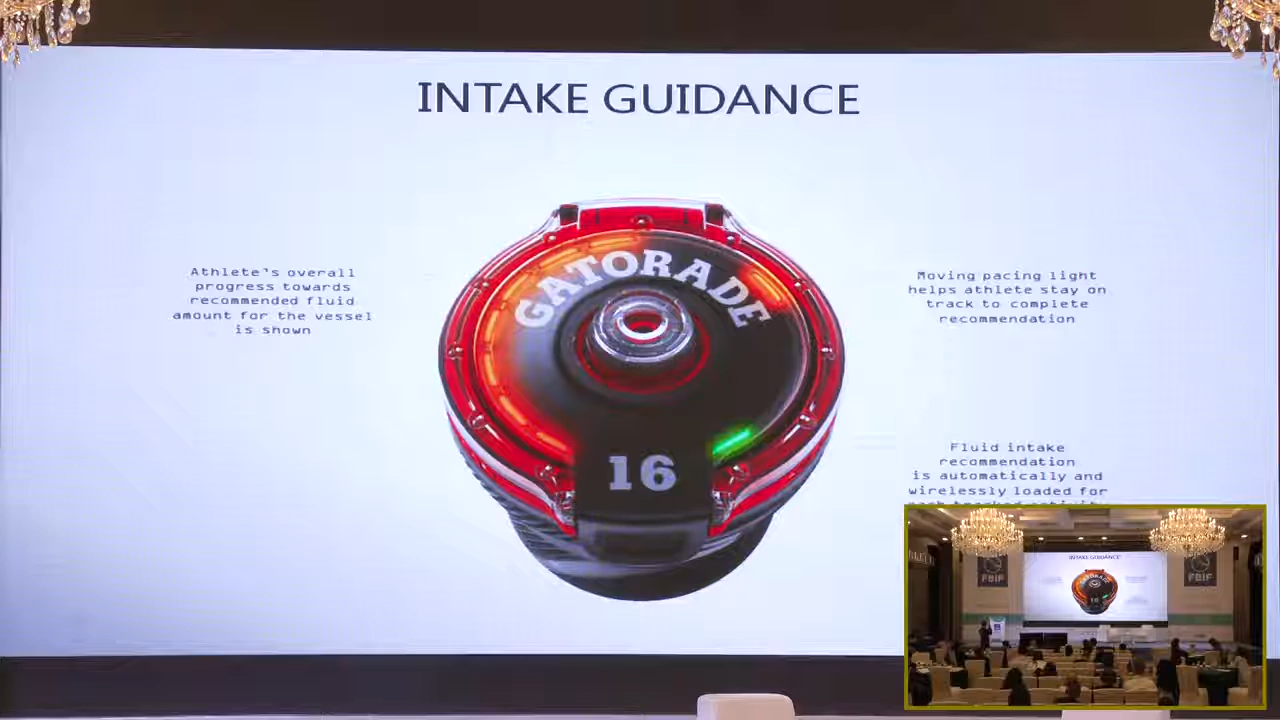 INTAKE GUIDANCE
Athlete's overall
progress towards
recommended fluid
amount for the vessel
is shown
GATORADE
16
Moving pacing light
helps athlete stay on
track to complete
recommendation
Fluid intake
recommendation
is automatically and
wirelessly loaded for
INTAKE GUIDANCE
FBIF
FBIF